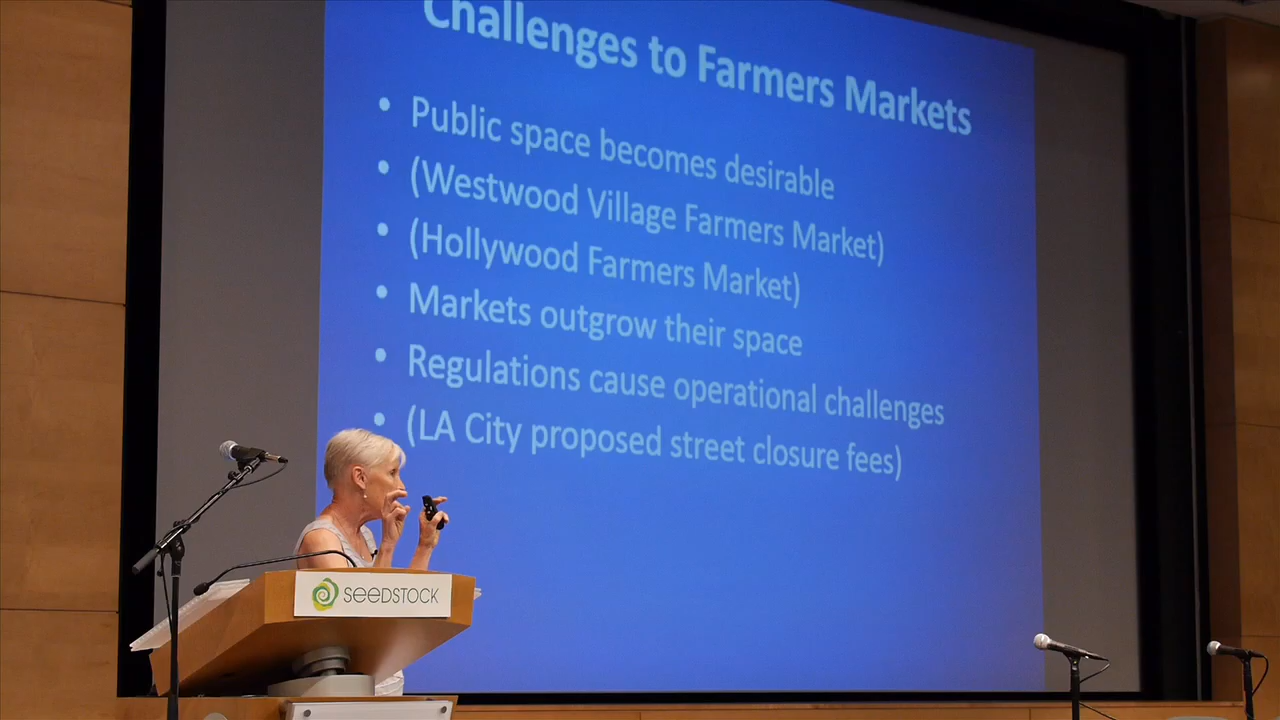 Challenges to Farmers Markets
• Public space becomes desirable
• (Westwood Village Farmers Market)
• (Hollywood Farmers Market)
• Markets outgrow their space
• Regulations cause operational challenges
• (LA City proposed street closure fees)
SEEDSTOCK